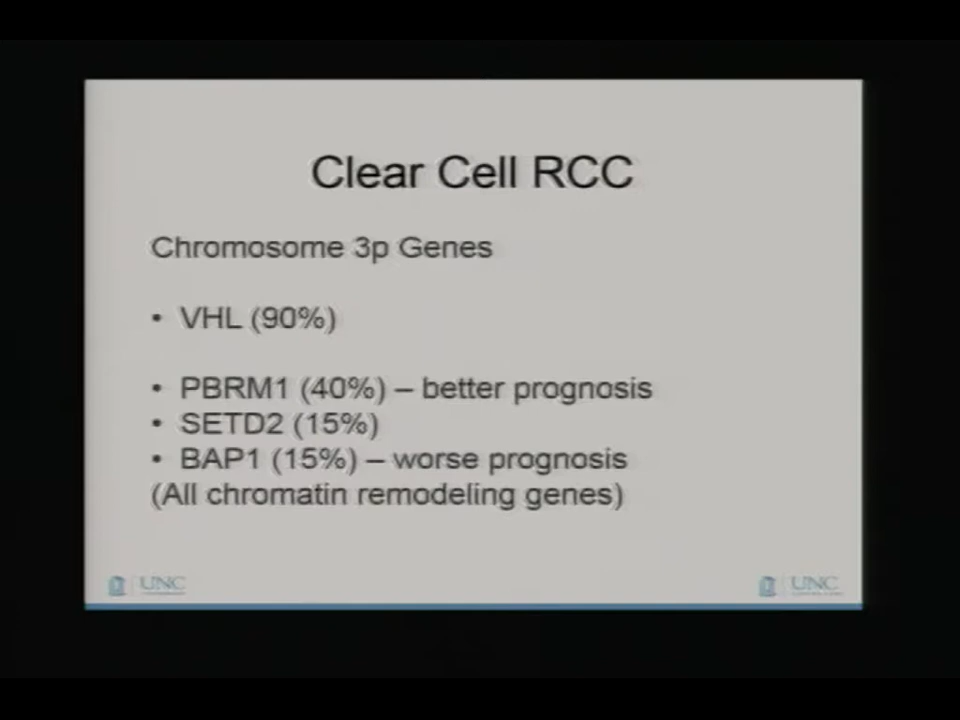 Clear Cell RCC
Chromosome 3p Genes
• VHL (90%)
• PBRM1 (40%) – better prognosis
• SETD2 (15%)
• BAP1 (15%) – worse prognosis
(All chromatin remodeling genes)
UNC
UNC